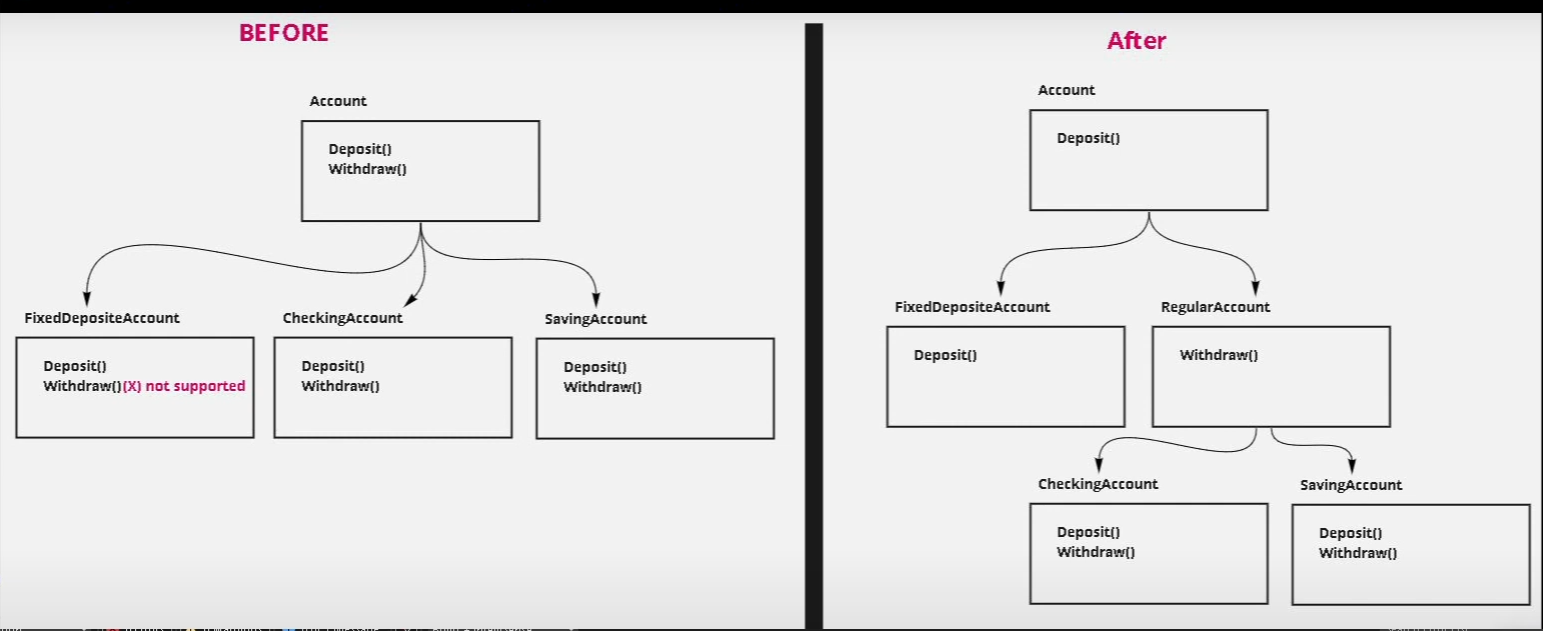 BEFORE
Account
Deposit()
Withdraw()
FixedDepositeAccount
Deposit()
Withdraw()(X) not supported
CheckingAccount
Deposit()
Withdraw()
SavingAccount
Deposit()
Withdraw()
After
Account
Deposit()
FixedDepositeAccount
Deposit()
RegularAccount
Withdraw()
CheckingAccount
Deposit()
Withdraw()
SavingAccount
Deposit()
Withdraw()